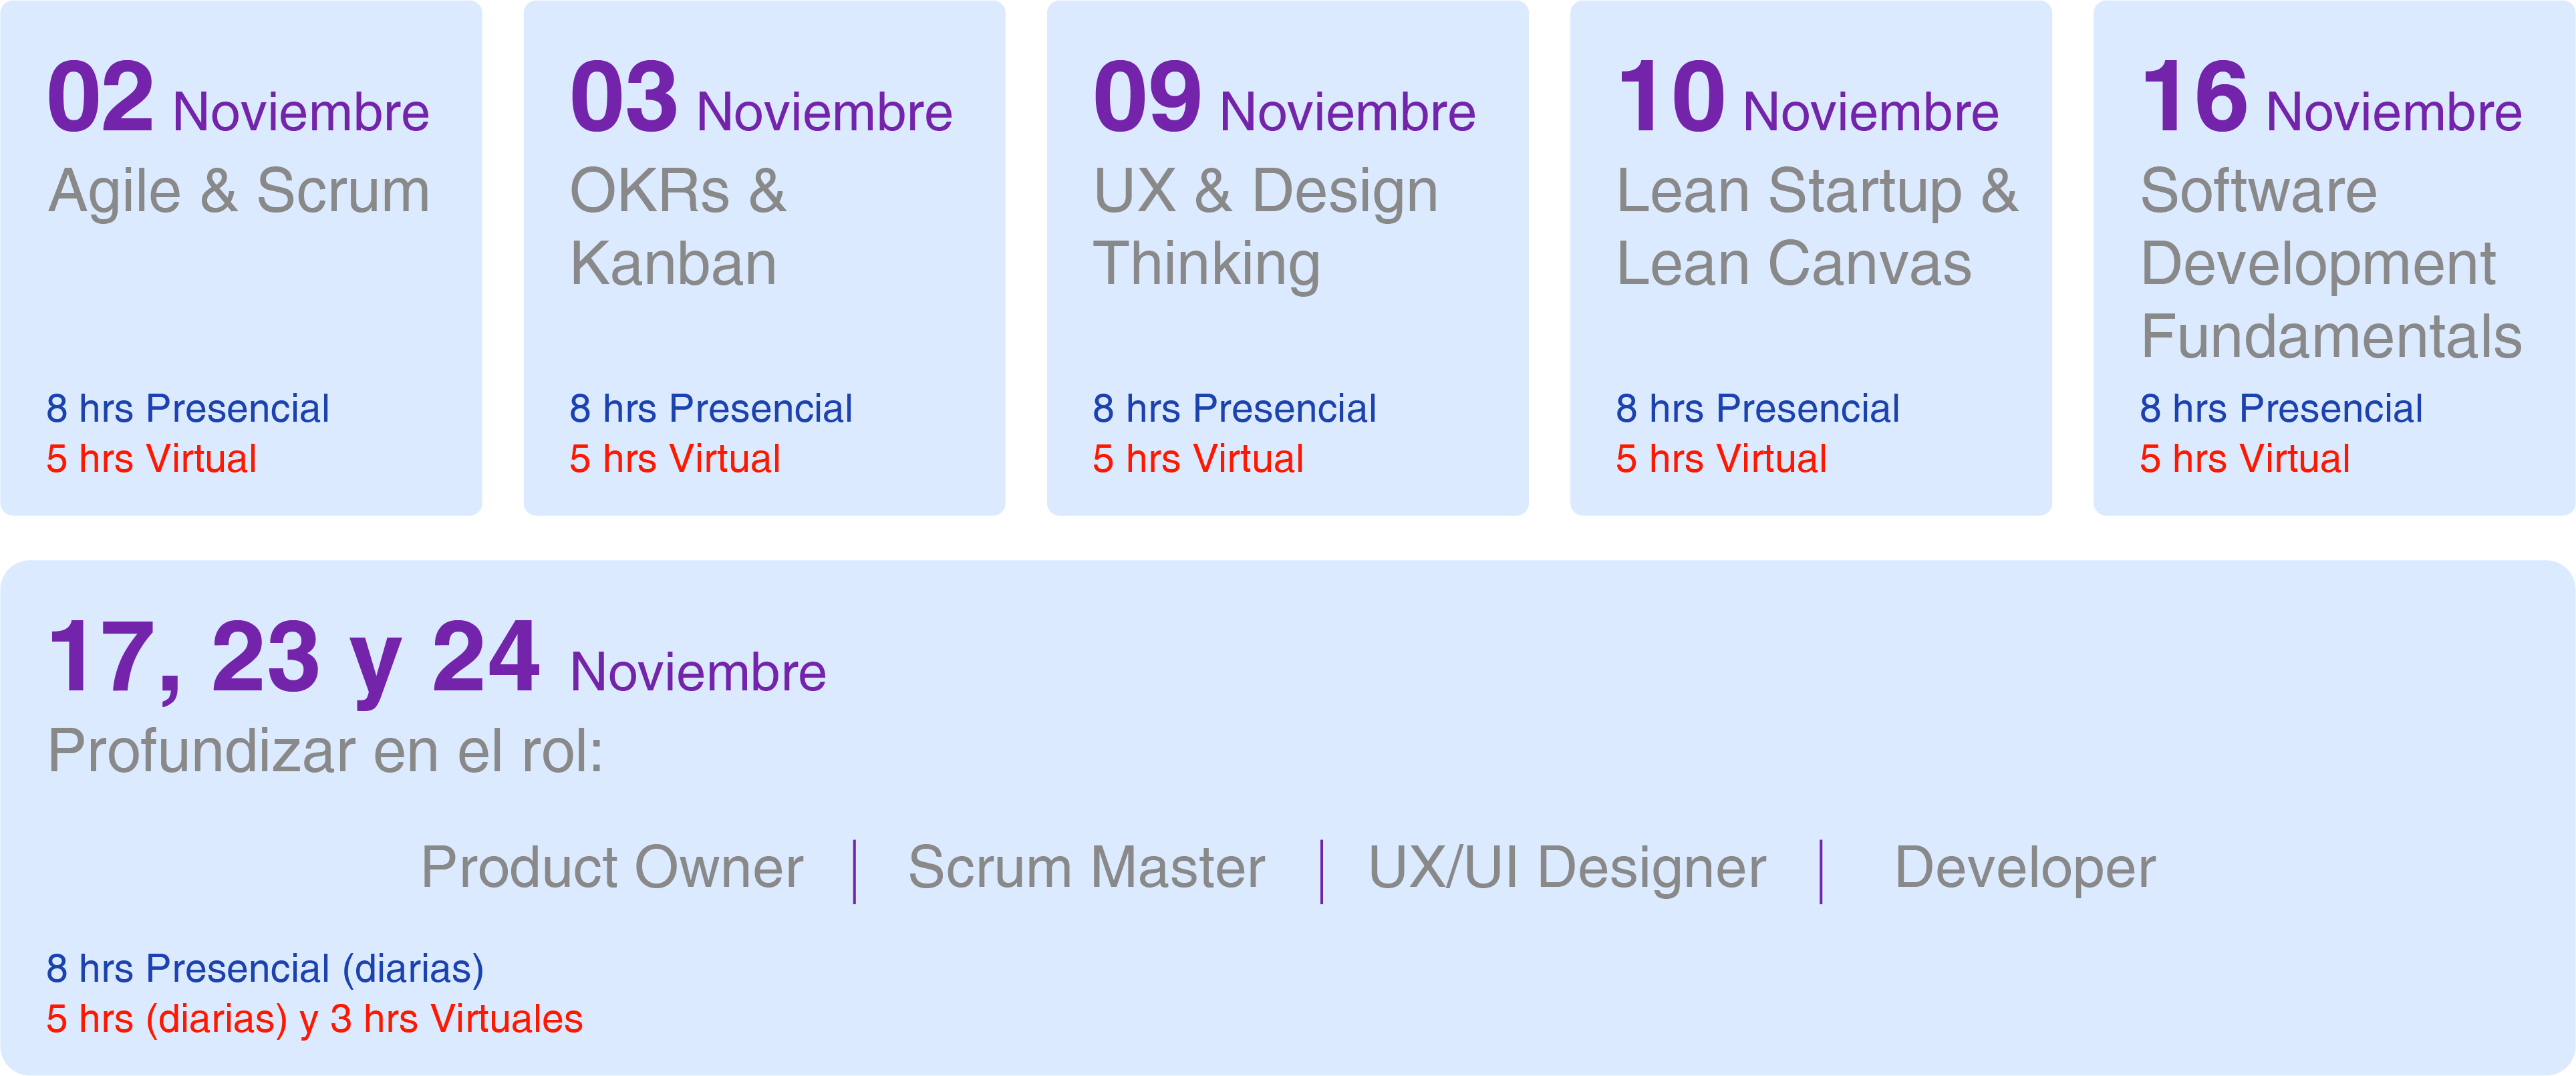 02 Noviembre
Agile & Scrum
8 hrs Presencial
5 hrs Virtual
03 Noviembre
OKRs &
Kanban
8 hrs Presencial
5 hrs Virtual
09 Noviembre
UX & Design
Thinking
8 hrs Presencial
5 hrs Virtual
10 Noviembre
Lean Startup &
Lean Canvas
8 hrs Presencial
5 hrs Virtual
16 Noviembre
Software
Development
Fundamentals
8 hrs Presencial
5 hrs Virtual
17, 23 y 24 Noviembre
Profundizar en el rol:
Product Owner | Scrum Master | UX/UI Designer | Developer
8 hrs Presencial (diarias)
5 hrs (diarias) y 3 hrs Virtuales